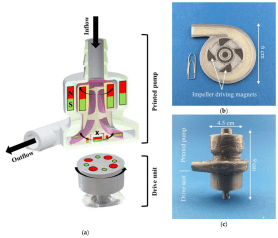 Inflow
S
x
Outflow
Printed pump
Drive unit
(a)
6 cm
Impeller driving magnets
(b)
4.5 cm
Printed pump
Drive unit
9 cm
(c)